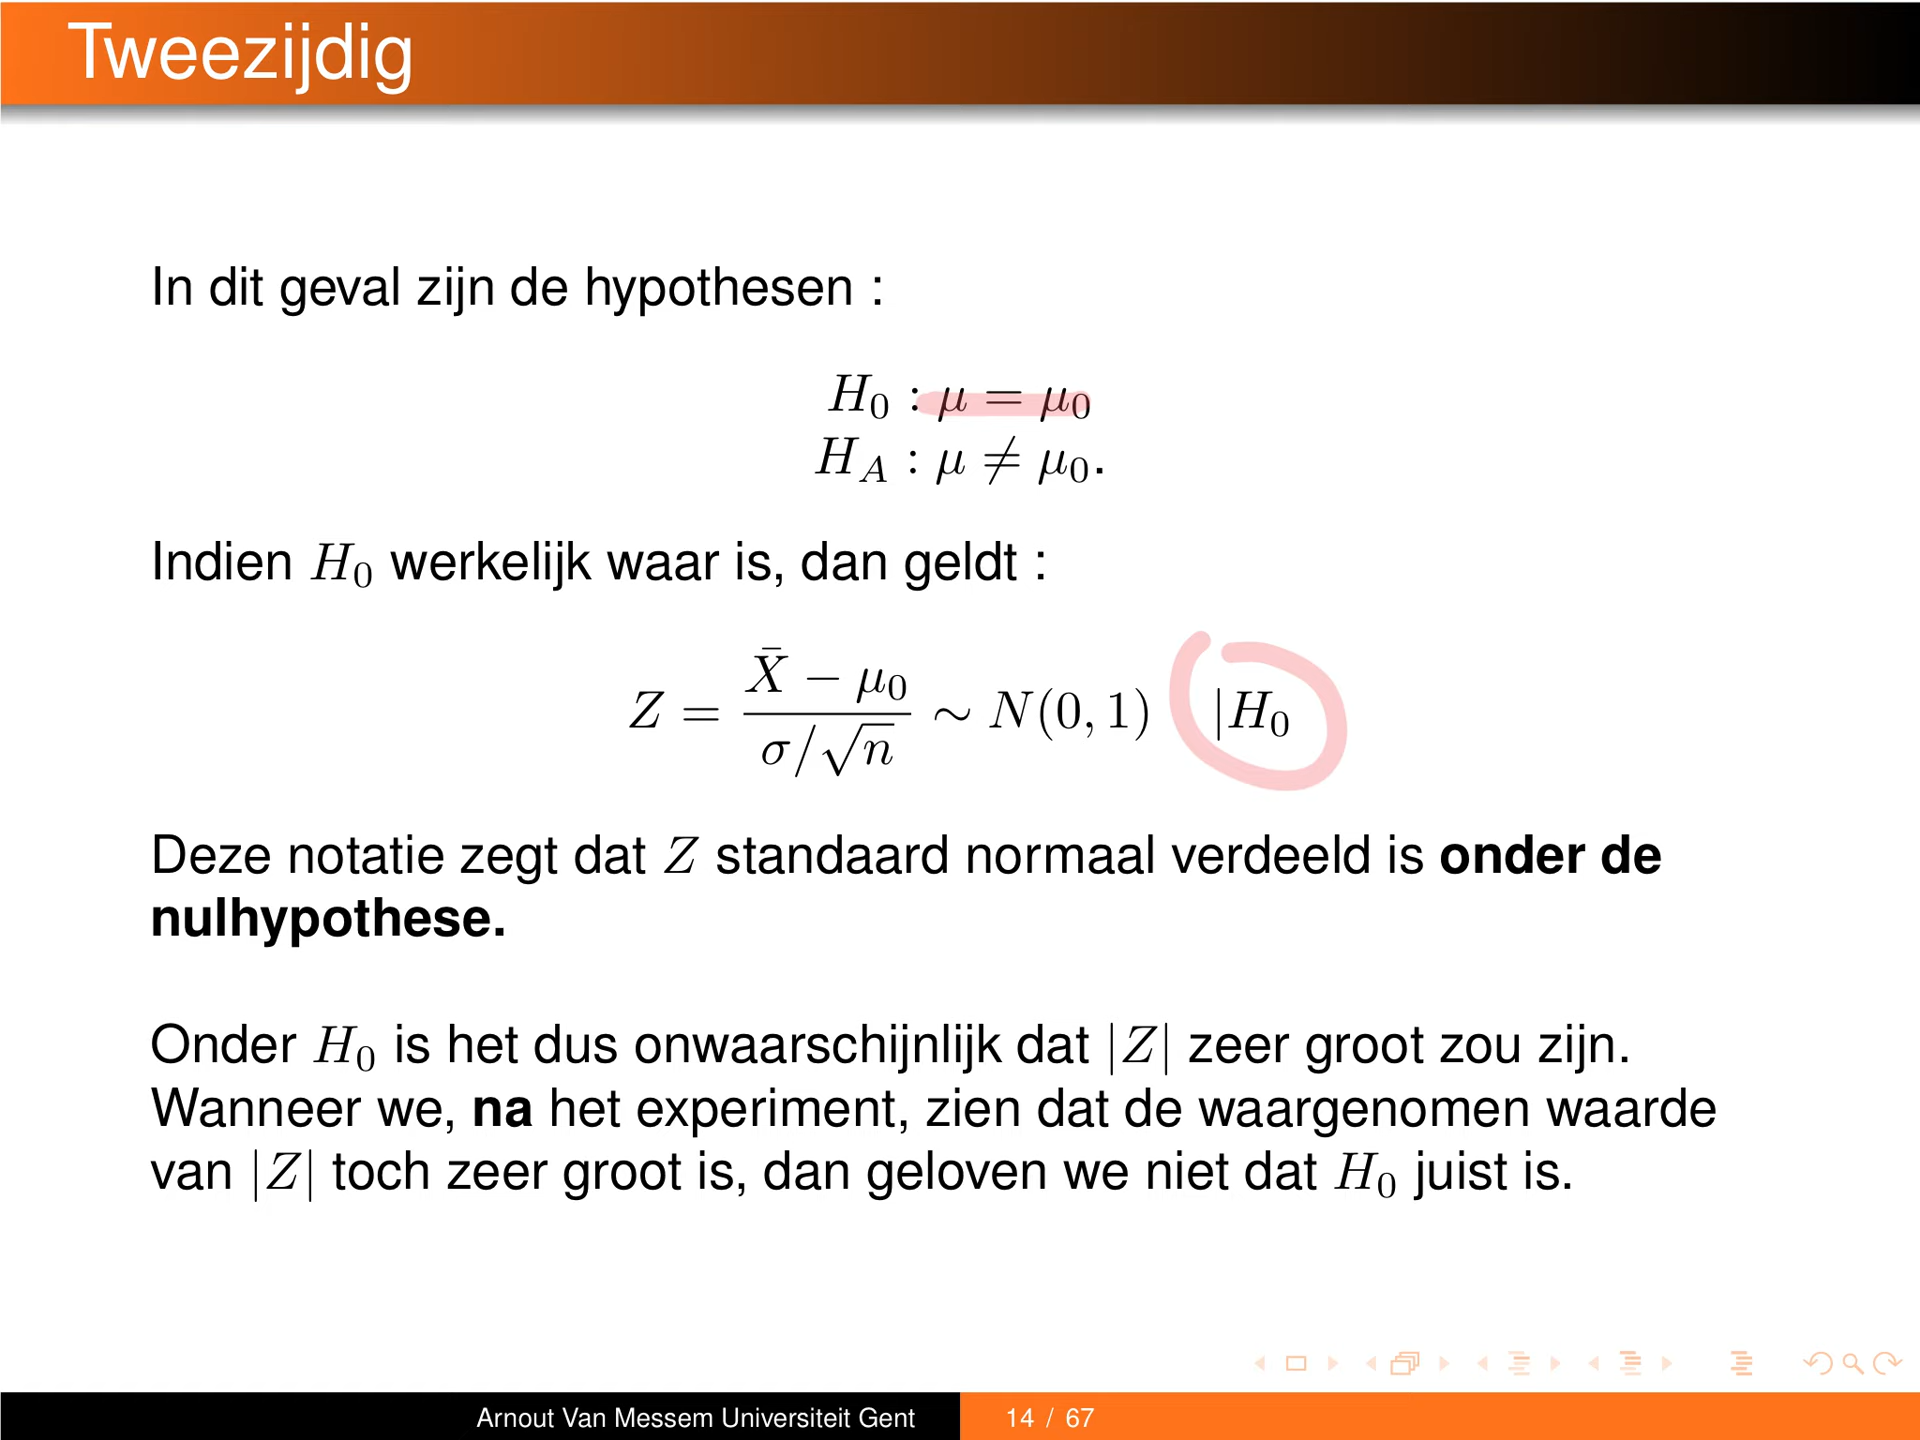 Tweezijdig
In dit geval zijn de hypothesen :
H₀ : μ = μ₀
H_A : μ ≠ μ₀.
Indien H₀ werkelijk waar is, dan geldt :
Z = (X̄ − μ₀) / (σ/√n) ∼ N(0, 1) |H₀
Deze notatie zegt dat Z standaard normaal verdeeld is onder de
nulhypothese.
Onder H₀ is het dus onwaarschijnlijk dat |Z| zeer groot zou zijn.
Wanneer we, na het experiment, zien dat de waargenomen waarde
van |Z| toch zeer groot is, dan geloven we niet dat H₀ juist is.
Arnout Van Messem Universiteit Gent 14 / 67